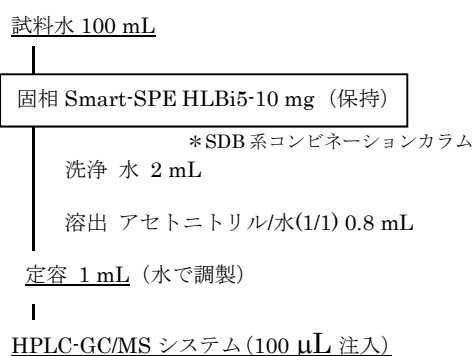 試料水 100 mL
固相 Smart-SPE HLBi5-10 mg（保持）
＊SDB 系コンビネーションカラム
洗浄 水 2 mL
溶出 アセトニトリル/水(1/1) 0.8 mL
定容 1 mL（水で調製）
HPLC-GC/MS システム（100 μL 注入）